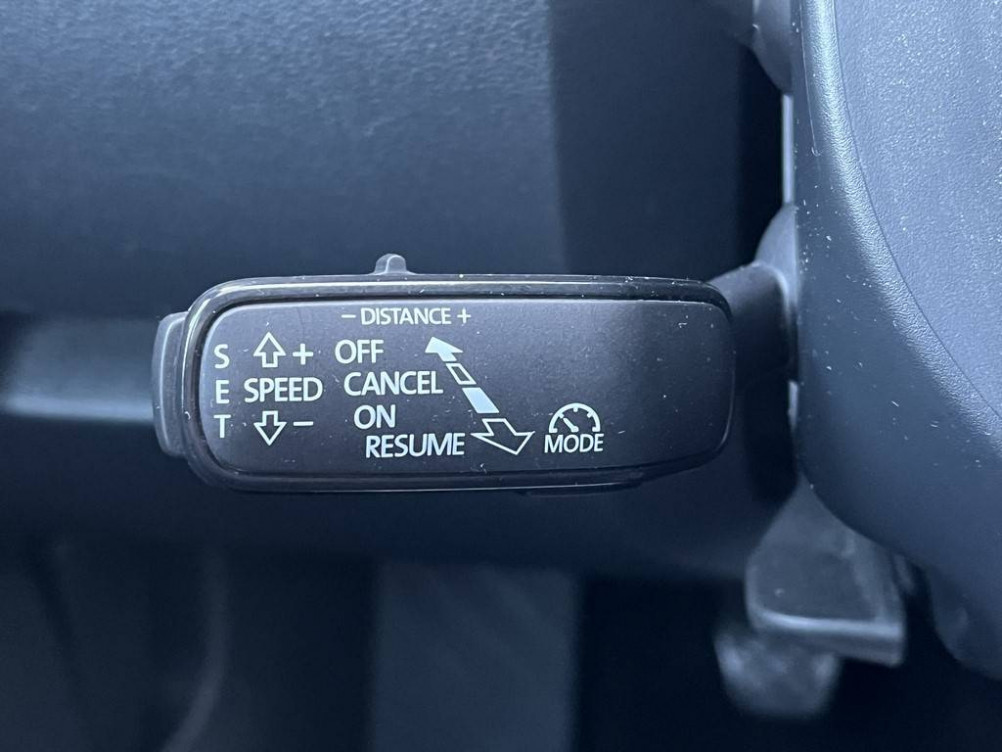 − DISTANCE +
S + OFF
E SPEED CANCEL
T − ON
RESUME MODE